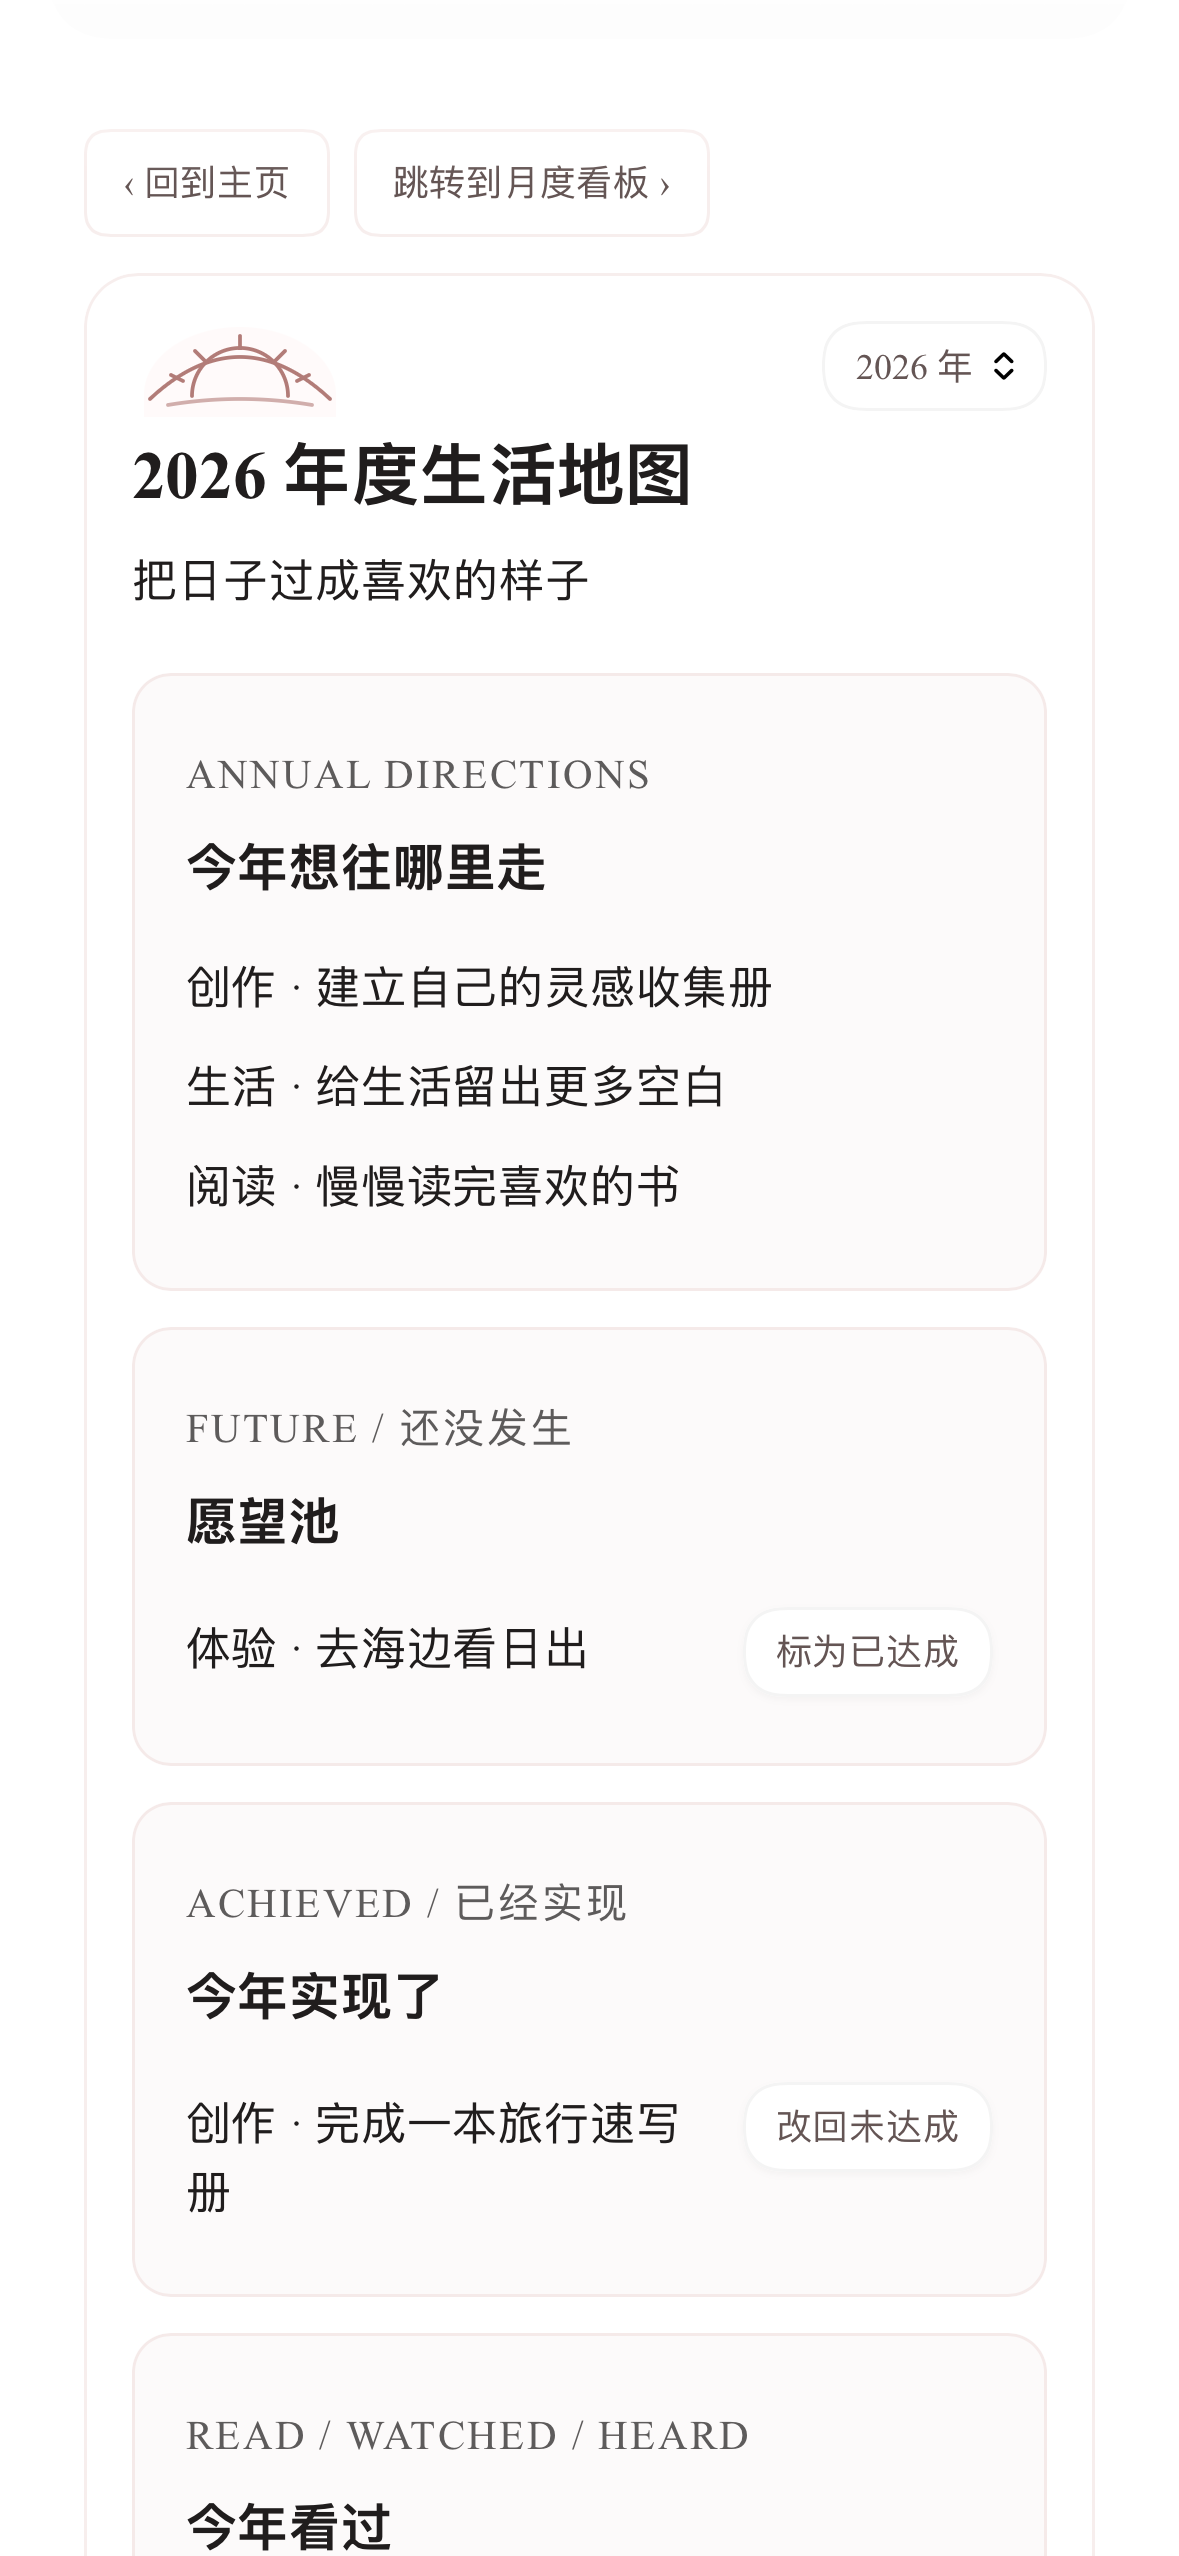 ‹ 回到主页
跳转到月度看板 ›
2026 年
2026 年度生活地图
把日子过成喜欢的样子
ANNUAL DIRECTIONS
今年想往哪里走
创作 · 建立自己的灵感收集册
生活 · 给生活留出更多空白
阅读 · 慢慢读完喜欢的书
FUTURE / 还没发生
愿望池
体验 · 去海边看日出
标为已达成
ACHIEVED / 已经实现
今年实现了
创作 · 完成一本旅行速写
册
改回未达成
READ / WATCHED / HEARD
今年看过